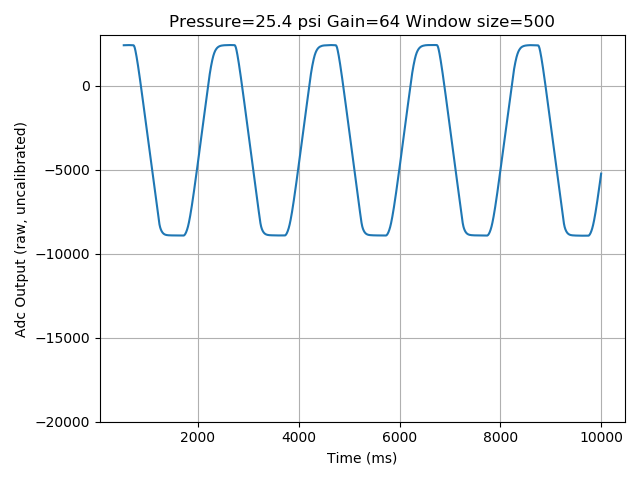 Pressure=25.4 psi Gain=64 Window size=500
Adc Output (raw, uncalibrated)
0
−5000
−10000
−15000
−20000
2000 4000 6000 8000 10000
Time (ms)